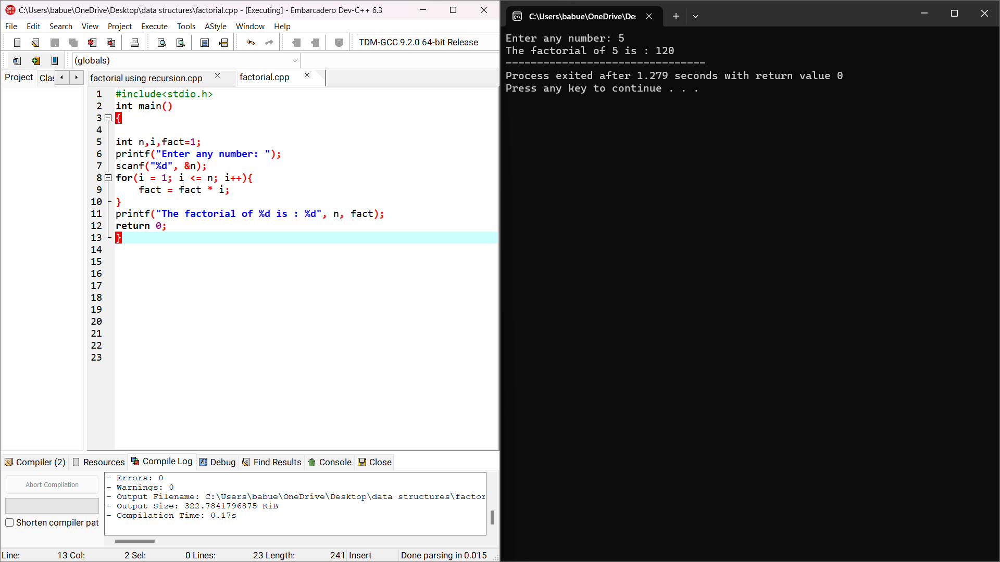 C:\Users\babue\OneDrive\Desktop\data structures\factorial.cpp - [Executing] - Embarcadero Dev-C++ 6.3
File Edit Search View Project Execute Tools AStyle Window Help
TDM-GCC 9.2.0 64-bit Release
(globals)
Project Clas factorial using recursion.cpp factorial.cpp
1 #include<stdio.h>
2 int main()
3 {
4
5 int n,i,fact=1;
6 printf("Enter any number: ");
7 scanf("%d", &n);
8 for(i = 1; i <= n; i++){
9     fact = fact * i;
10 }
11 printf("The factorial of %d is : %d", n, fact);
12 return 0;
13 }
14
15
16
17
18
19
20
21
22
23
Compiler (2) Resources Compile Log Debug Find Results Console Close
Abort Compilation
Shorten compiler pat
- Errors: 0
- Warnings: 0
- Output Filename: C:\Users\babue\OneDrive\Desktop\data structures\factor
- Output Size: 322.7841796875 KiB
- Compilation Time: 0.17s
Line: 13 Col: 2 Sel: 0 Lines: 23 Length: 241 Insert Done parsing in 0.015
C:\Users\babue\OneDrive\De
Enter any number: 5
The factorial of 5 is : 120
--------------------------------
Process exited after 1.279 seconds with return value 0
Press any key to continue . . .